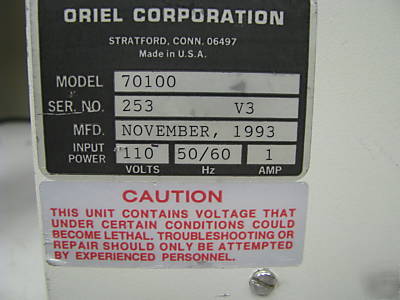 ORIEL CORPORATION
STRATFORD, CONN. 06497
Made in U.S.A.
MODEL 70100
SER. NO. 253 V3
MFD. NOVEMBER, 1993
INPUT POWER 110 50/60 1
VOLTS Hz AMP
CAUTION
THIS UNIT CONTAINS VOLTAGE THAT
UNDER CERTAIN CONDITIONS COULD
BECOME LETHAL. TROUBLESHOOTING OR
REPAIR SHOULD ONLY BE ATTEMPTED
BY EXPERIENCED PERSONNEL.